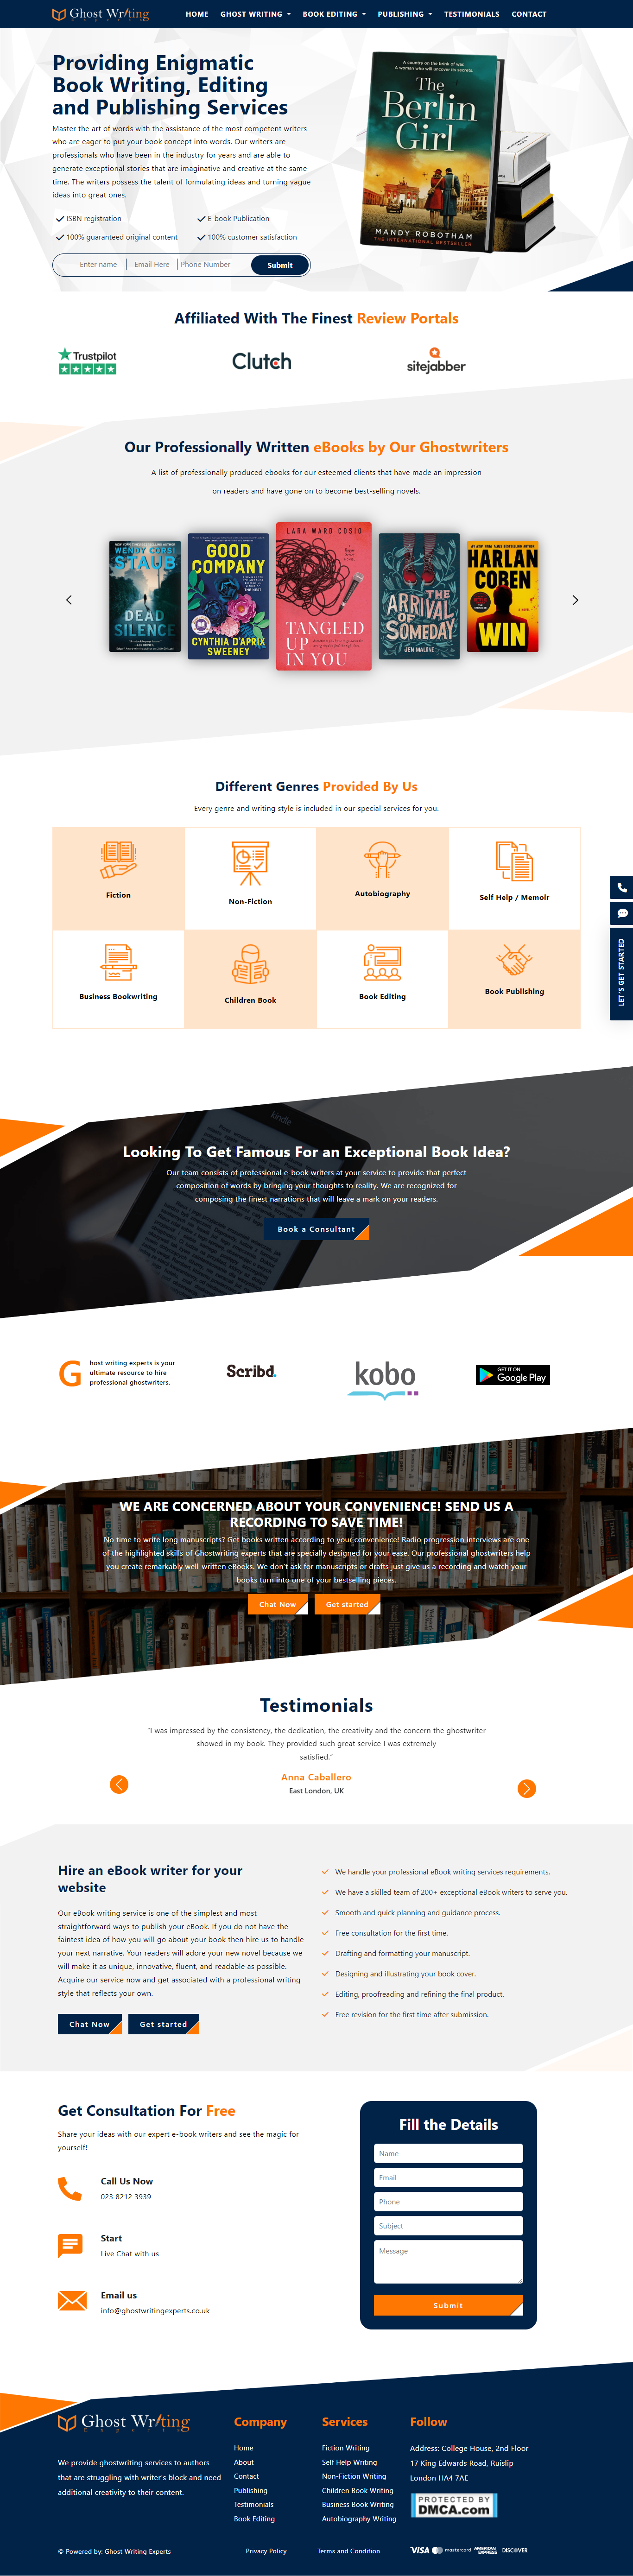 Ghost Writing
Experts
HOME
GHOST WRITING
BOOK EDITING
PUBLISHING
TESTIMONIALS
CONTACT
Providing Enigmatic
Book Writing, Editing
and Publishing Services
Master the art of words with the assistance of the most competent writers
who are eager to put your book concept into words. Our writers are
professionals who have been in the industry for years and are able to
generate exceptional stories that are imaginative and creative at the same
time. The writers possess the talent of formulating ideas and turning vague
ideas into great ones.
ISBN registration
E-book Publication
100% guaranteed original content
100% customer satisfaction
Enter name
Email Here
Phone Number
Submit
A country on the brink of war.
A woman who will uncover its secrets.
The
Berlin
Girl
MANDY ROBOTHAM
THE INTERNATIONAL BESTSELLER
Affiliated With The Finest Review Portals
Trustpilot
Clutch
sitejabber
Our Professionally Written eBooks by Our Ghostwriters
A list of professionally produced ebooks for our esteemed clients that have made an impression
on readers and have gone on to become best-selling novels.
WENDY CORSI
STAUB
DEAD
SILENCE
GOOD
COMPANY
CYNTHIA D'APRIX
SWEENEY
LARA WARD COSIO
TANGLED
UP
IN YOU
THE
ARRIVAL
OF
SOMEDAY
JEN MALONE
HARLAN
COBEN
WIN
Different Genres Provided By Us
Every genre and writing style is included in our special services for you.
Fiction
Non-Fiction
Autobiography
Self Help / Memoir
Business Bookwriting
Children Book
Book Editing
Book Publishing
LET'S GET STARTED
kindle
Looking To Get Famous For an Exceptional Book Idea?
Our team consists of professional e-book writers at your service to provide that perfect
composition of words by bringing your thoughts to reality. We are recognized for
composing the finest narrations that will leave a mark on your readers.
Book a Consultant
G
host writing experts is your
ultimate resource to hire
professional ghostwriters.
Scribd.
kobo
GET IT ON
Google Play
WE ARE CONCERNED ABOUT YOUR CONVENIENCE! SEND US A
RECORDING TO SAVE TIME!
No time to write long manuscripts? Get books written according to your convenience! Radio progression interviews are one
of the highlighted skills of Ghostwriting experts that are specially designed for your ease. Our professional ghostwriters help
you create remarkably well-written eBooks. We don't ask for manuscripts or drafts just give us a recording and watch your
books turn into one of your bestselling pieces.
Chat Now
Get started
Testimonials
"I was impressed by the consistency, the dedication, the creativity and the concern the ghostwriter
showed in my book. They provided such great service I was extremely
satisfied."
Anna Caballero
East London, UK
Hire an eBook writer for your
website
Our eBook writing service is one of the simplest and most
straightforward ways to publish your eBook. If you do not have the
faintest idea of how you will go about your book then hire us to handle
your next narrative. Your readers will adore your new novel because we
will make it as unique, innovative, fluent, and readable as possible.
Acquire our service now and get associated with a professional writing
style that reflects your own.
Chat Now
Get started
We handle your professional eBook writing services requirements.
We have a skilled team of 200+ exceptional eBook writers to serve you.
Smooth and quick planning and guidance process.
Free consultation for the first time.
Drafting and formatting your manuscript.
Designing and illustrating your book cover.
Editing, proofreading and refining the final product.
Free revision for the first time after submission.
Get Consultation For Free
Share your ideas with our expert e-book writers and see the magic for
yourself!
Call Us Now
023 8212 3939
Start
Live Chat with us
Email us
info@ghostwritingexperts.co.uk
Fill the Details
Name
Email
Phone
Subject
Message
Submit
Ghost Writing
Experts
We provide ghostwriting services to authors
that are struggling with writer's block and need
additional creativity to their content.
Company
Home
About
Contact
Publishing
Testimonials
Book Editing
Services
Fiction Writing
Self Help Writing
Non-Fiction Writing
Children Book Writing
Business Book Writing
Autobiography Writing
Follow
Address: College House, 2nd Floor
17 King Edwards Road, Ruislip
London HA4 7AE
PROTECTED BY
DMCA.com
© Powered by: Ghost Writing Experts
Privacy Policy
Terms and Condition
VISA
mastercard
AMERICAN
EXPRESS
DISCOVER